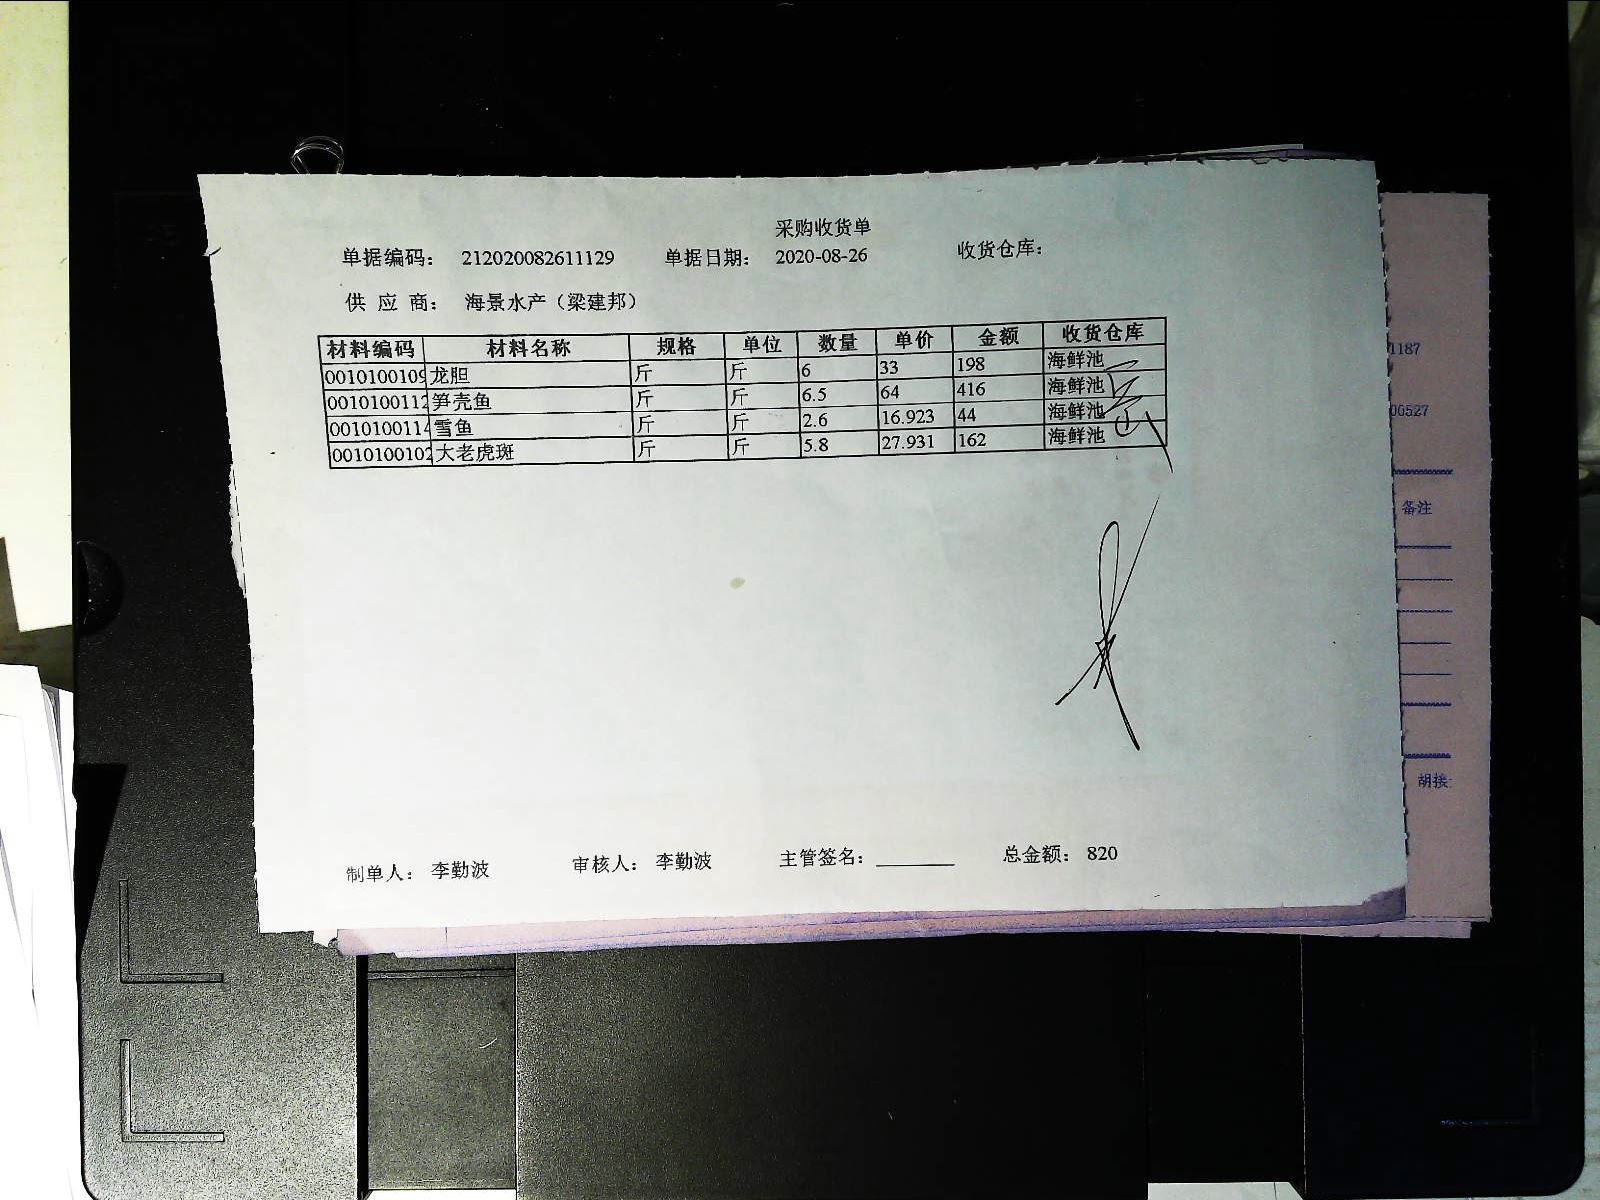 采购收货单
单据编码： 212020082611129 单据日期： 2020-08-26 收货仓库：
供 应 商： 海景水产（梁建邦）
材料编码 材料名称 规格 单位 数量 单价 金额 收货仓库
0010100109 龙胆 斤 斤 6 33 198 海鲜池
0010100112 笋壳鱼 斤 斤 6.5 64 416 海鲜池
0010100114 雪鱼 斤 斤 2.6 16.923 44 海鲜池
0010100102 大老虎斑 斤 斤 5.8 27.931 162 海鲜池
制单人： 李勤波 审核人： 李勤波 主管签名： 总金额： 820
1187
00527
备注
胡接